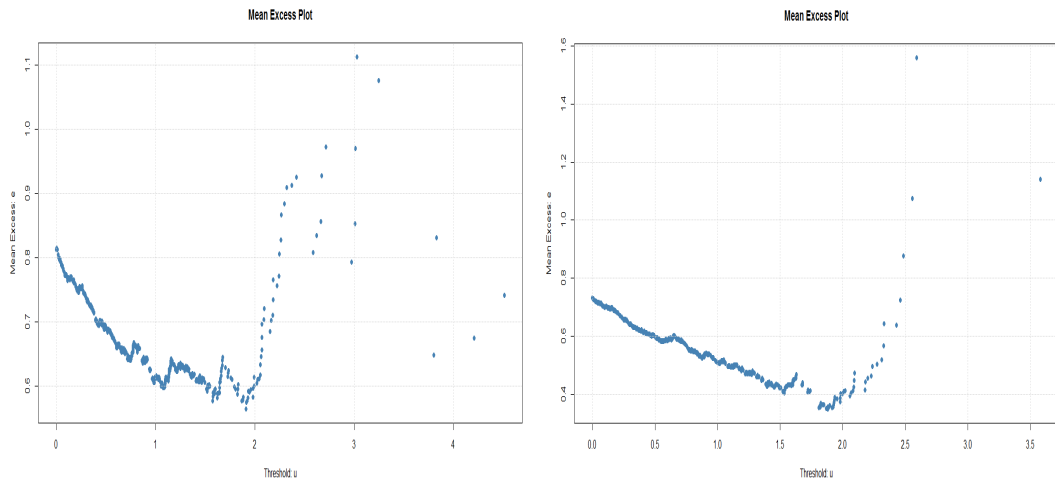 Mean Excess Plot
1.1
1.0
0.9
0.8
0.7
0.6
Mean Excess: e
0 1 2 3 4
Threshold: u
Mean Excess Plot
1.6
1.4
1.2
1.0
0.8
0.6
0.4
Mean Excess: e
0.0 0.5 1.0 1.5 2.0 2.5 3.0 3.5
Threshold: u